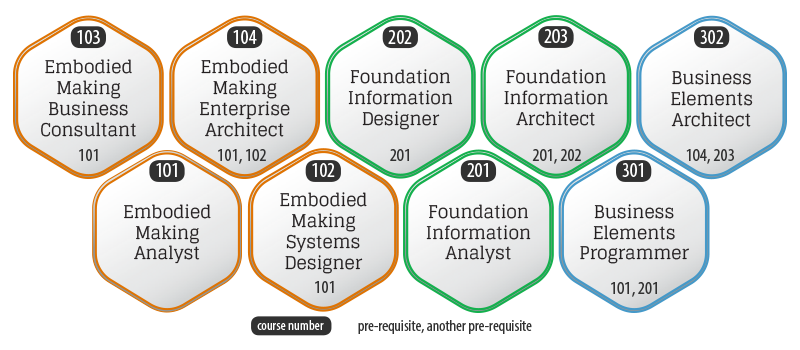 103
Embodied
Making
Business
Consultant
101
104
Embodied
Making
Enterprise
Architect
101, 102
202
Foundation
Information
Designer
201
203
Foundation
Information
Architect
201, 202
302
Business
Elements
Architect
104, 203
101
Embodied
Making
Analyst
102
Embodied
Making
Systems
Designer
101
201
Foundation
Information
Analyst
301
Business
Elements
Programmer
101, 201
course number
pre-requisite, another pre-requisite